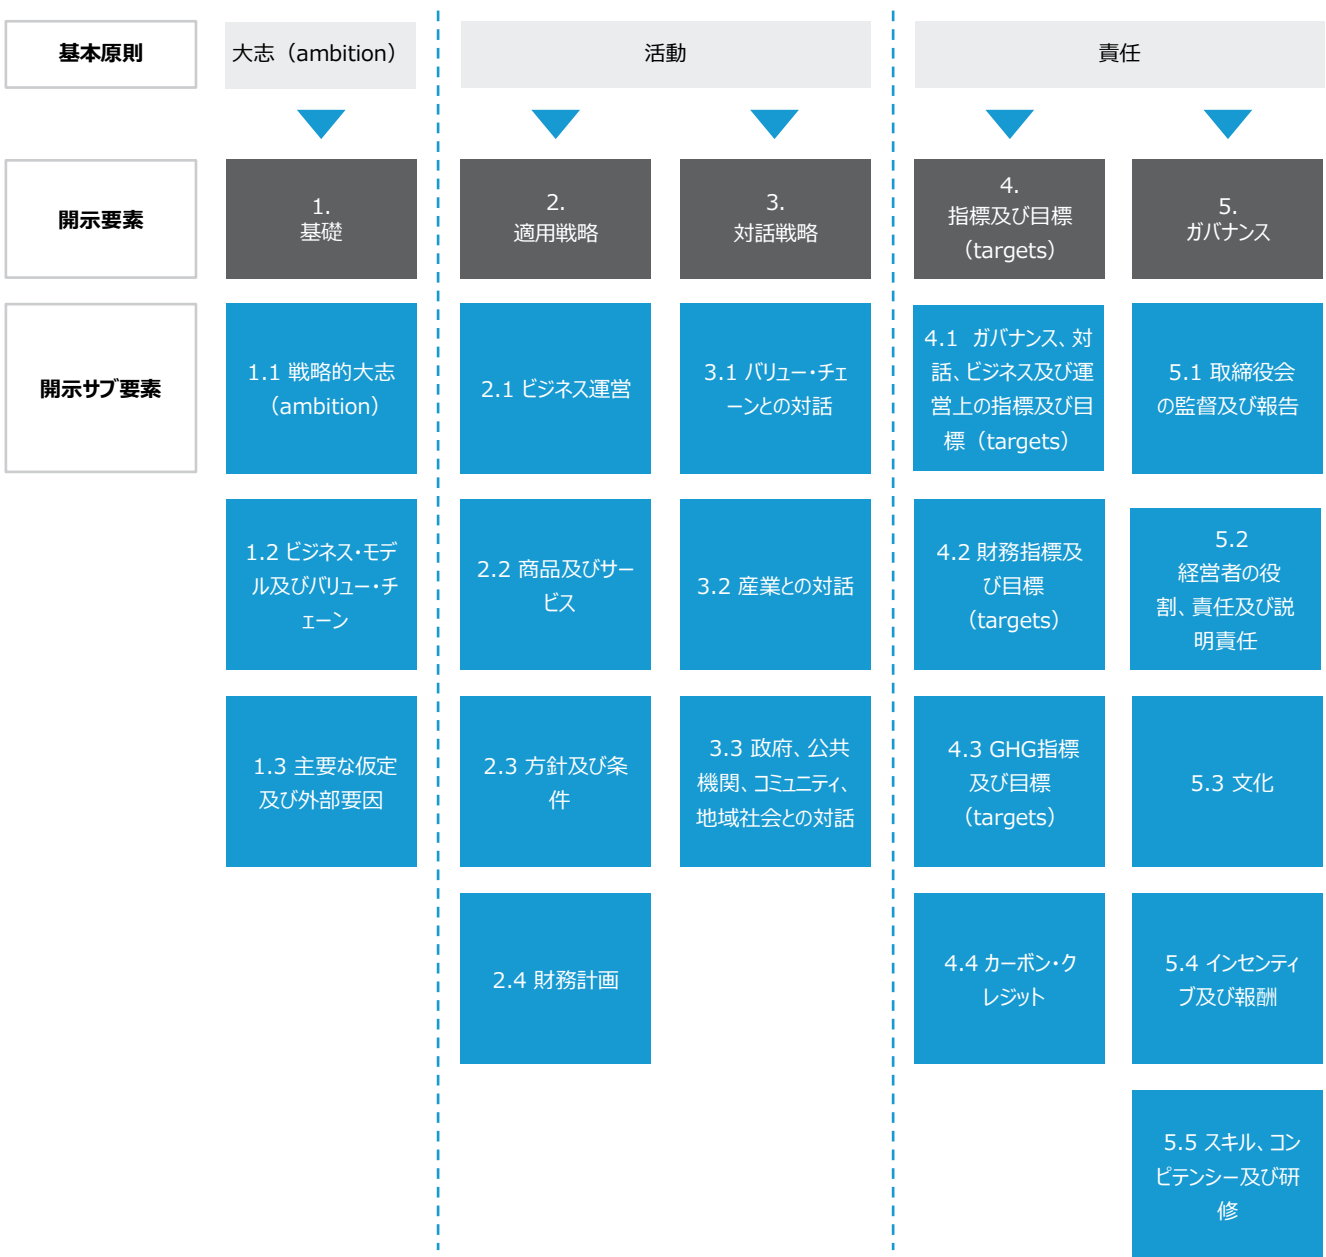 基本原則
大志（ambition）
活動
責任
開示要素
1.
基礎
2.
適用戦略
3.
対話戦略
4.
指標及び目標
（targets）
5.
ガバナンス
開示サブ要素
1.1 戦略的大志
（ambition）
2.1 ビジネス運営
3.1 バリュー・チェ
ーンとの対話
4.1 ガバナンス、対
話、ビジネス及び運
営上の指標及び目
標（targets）
5.1 取締役会
の監督及び報告
1.2 ビジネス・モデ
ル及びバリュー・チ
ェーン
2.2 商品及びサー
ビス
3.2 産業との対話
4.2 財務指標及
び目標
（targets）
5.2
経営者の役
割、責任及び説
明責任
1.3 主要な仮定
及び外部要因
2.3 方針及び条
件
3.3 政府、公共
機関、コミュニティ、
地域社会との対話
4.3 GHG指標
及び目標
（targets）
5.3 文化
2.4 財務計画
4.4 カーボン・ク
レジット
5.4 インセンティ
ブ及び報酬
5.5 スキル、コン
ピテンシー及び研
修